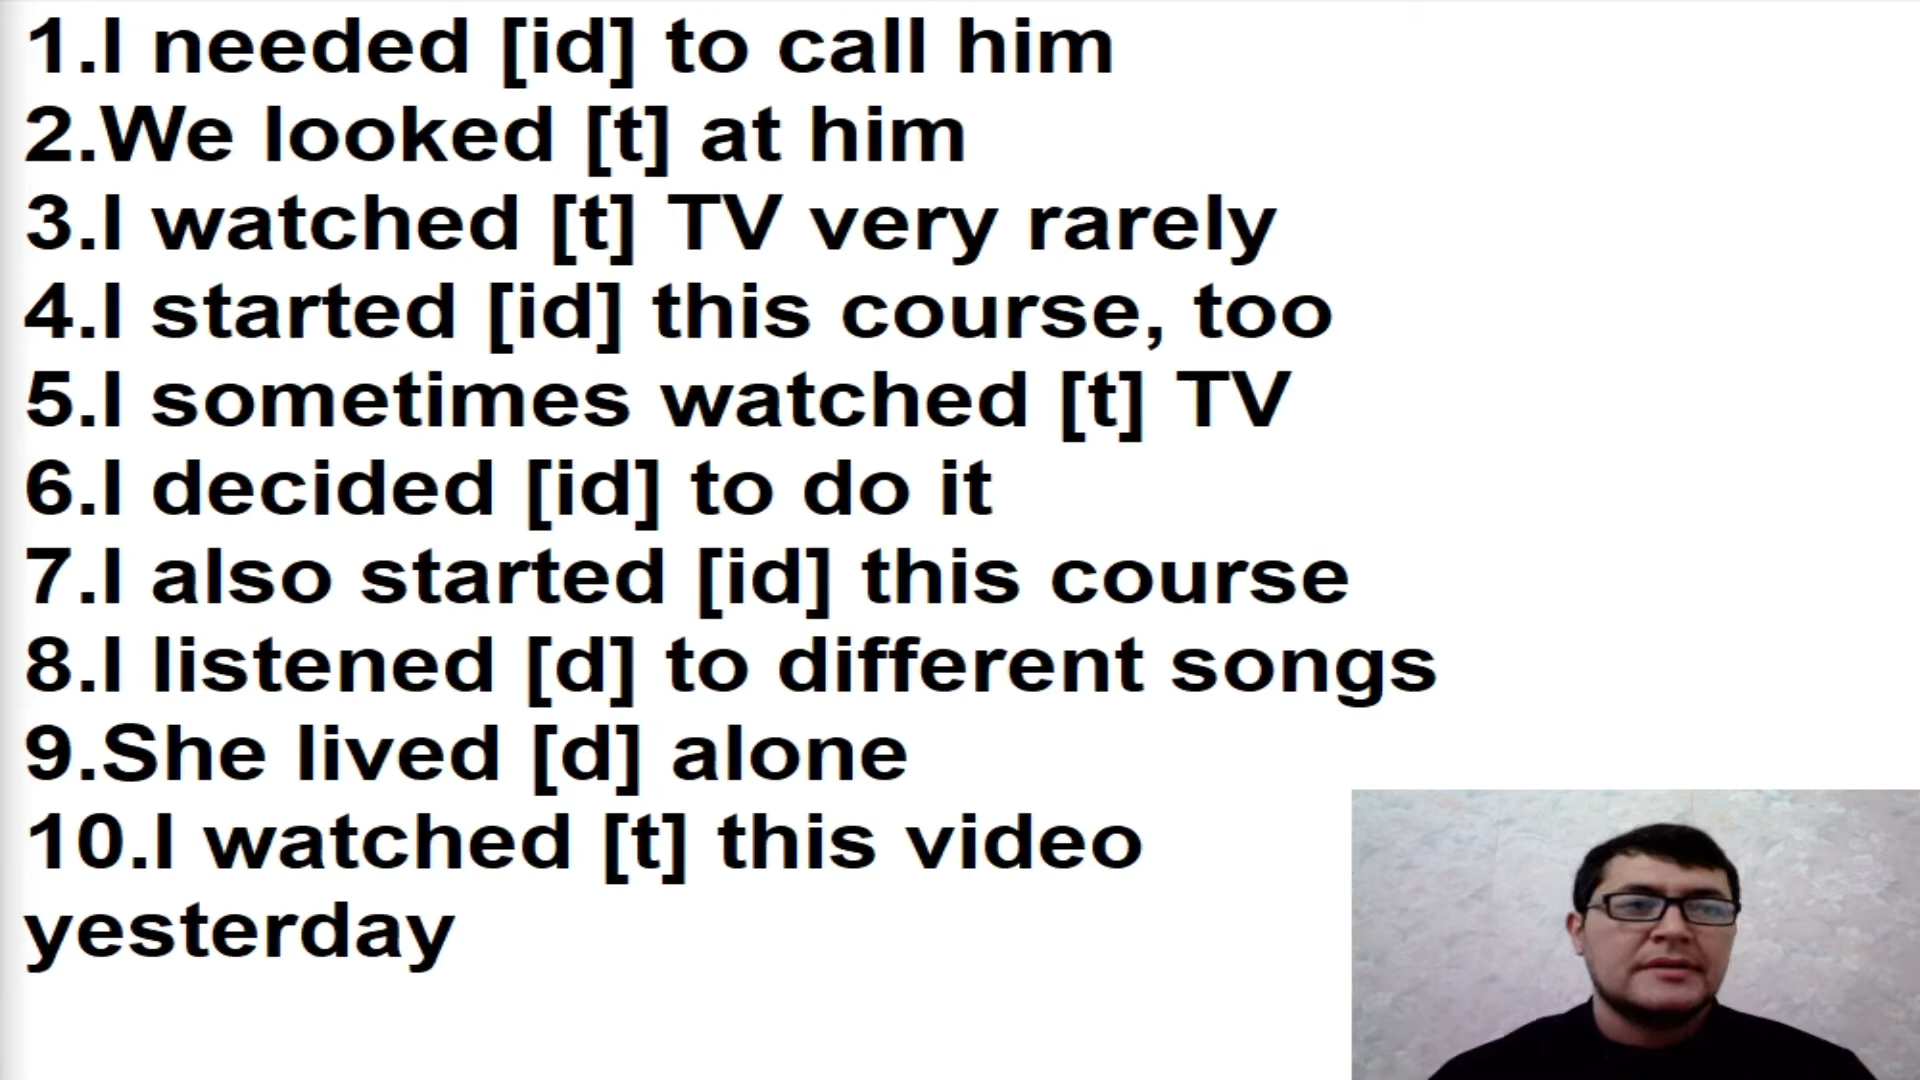 1.I needed [id] to call him
2.We looked [t] at him
3.I watched [t] TV very rarely
4.I started [id] this course, too
5.I sometimes watched [t] TV
6.I decided [id] to do it
7.I also started [id] this course
8.I listened [d] to different songs
9.She lived [d] alone
10.I watched [t] this video
yesterday